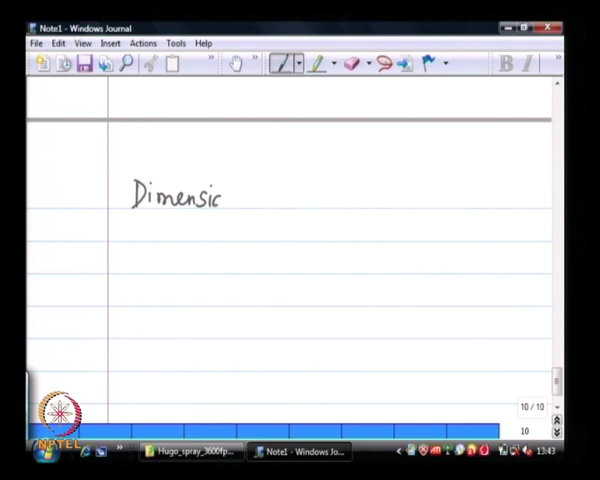 Note1 - Windows Journal
File Edit View Insert Actions Tools Help
B I
Dimensic
10 / 10
10
NPTEL
Hugo_spray_3600fp...
Note1 - Windows Jo...
13:43